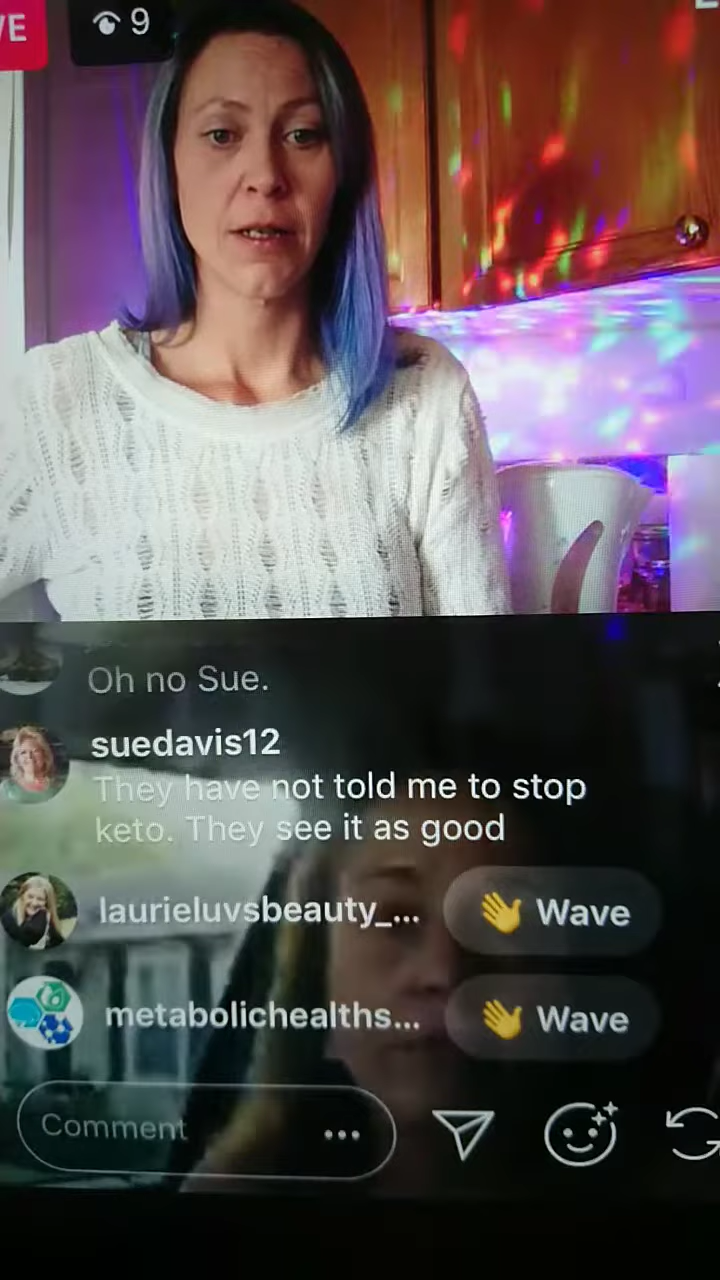 VE
9
Oh no Sue.
suedavis12
They have not told me to stop
keto. They see it as good
laurieluvsbeauty_...
👋 Wave
metabolichealths...
👋 Wave
Comment